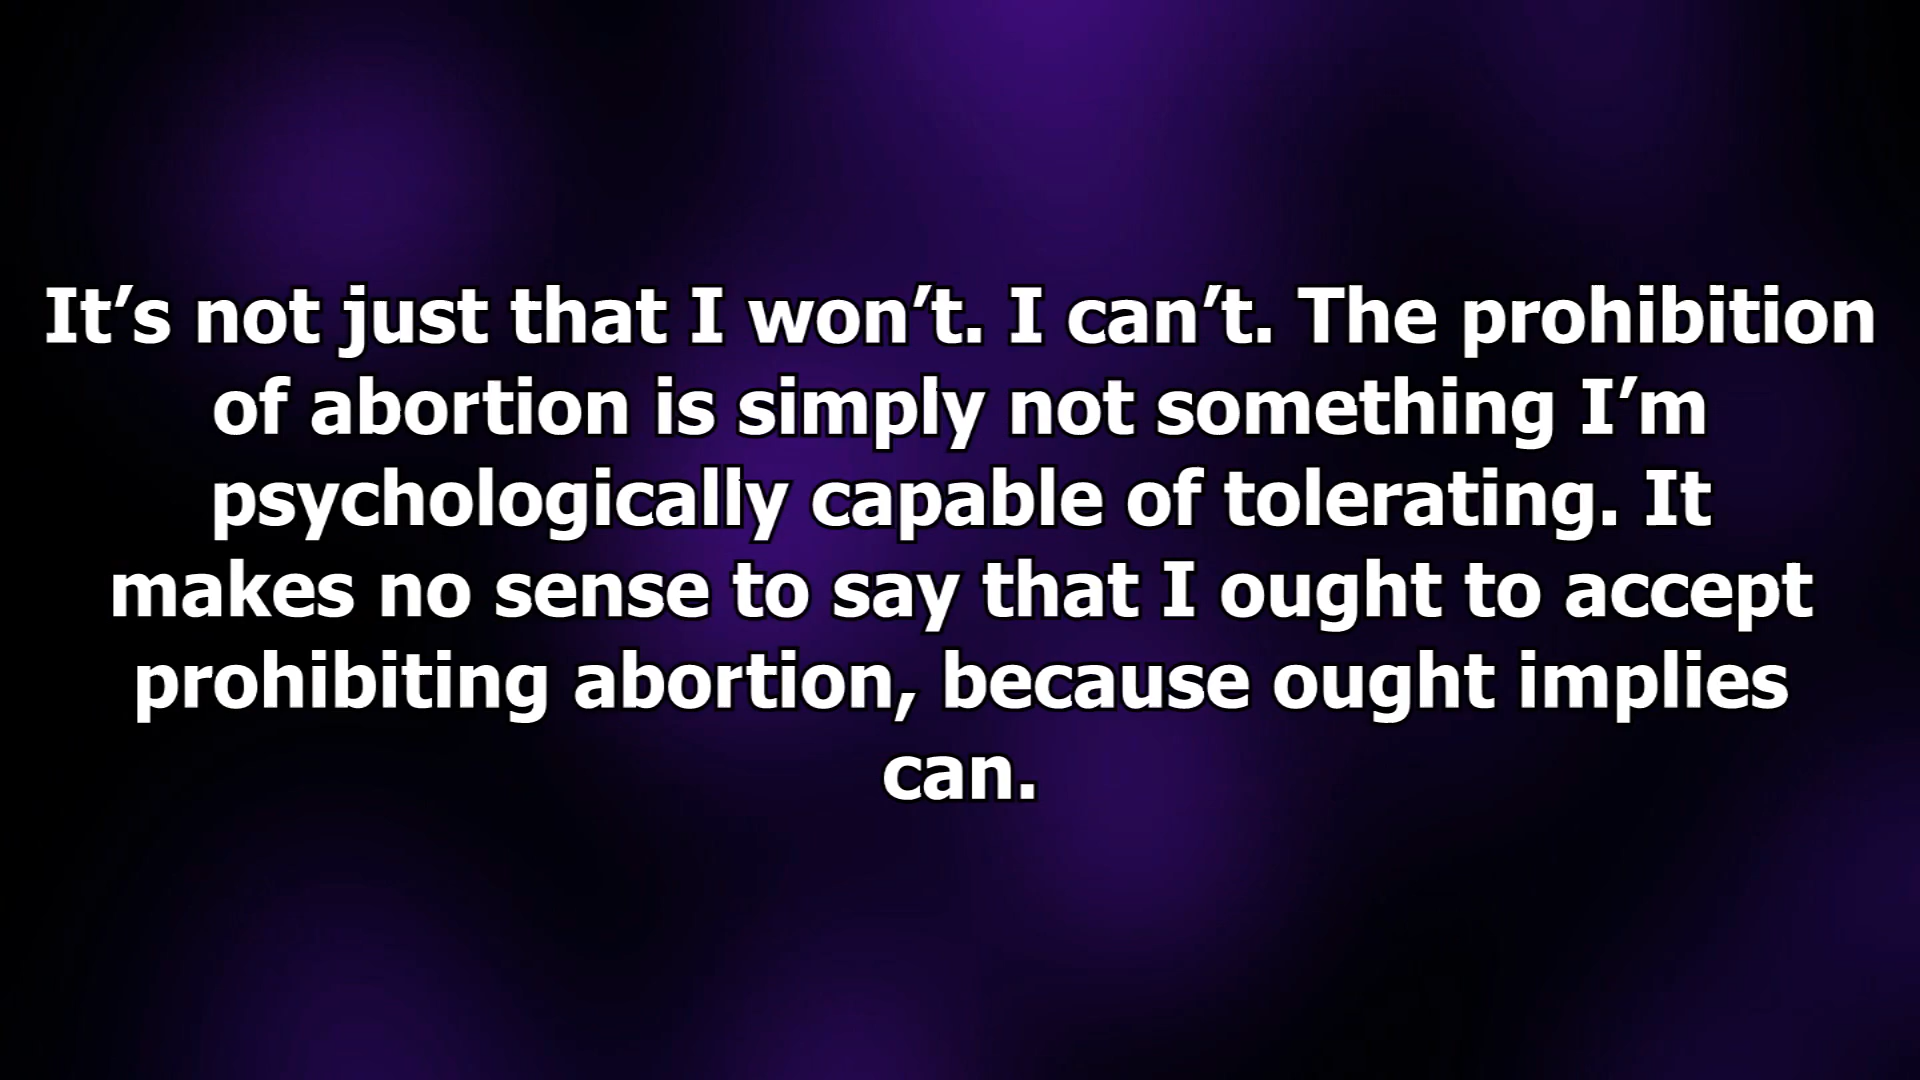 It’s not just that I won’t. I can’t. The prohibition
of abortion is simply not something I’m
psychologically capable of tolerating. It
makes no sense to say that I ought to accept
prohibiting abortion, because ought implies
can.